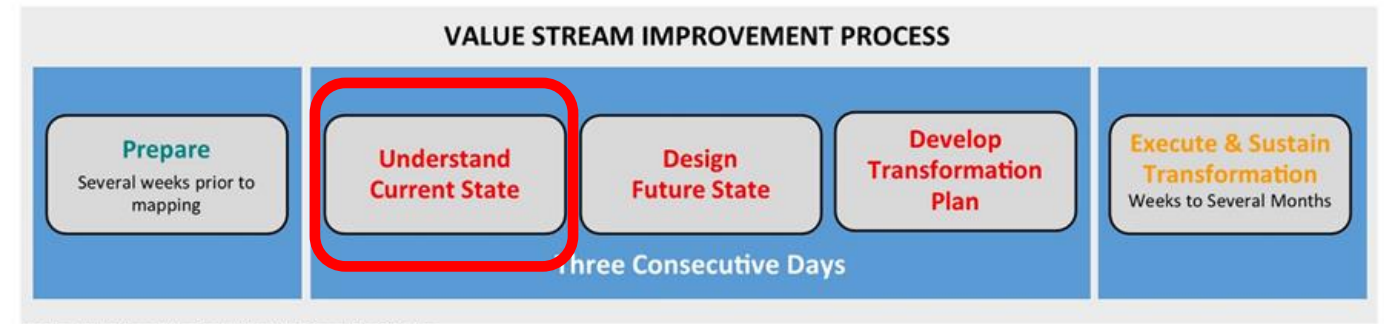 VALUE STREAM IMPROVEMENT PROCESS
Prepare
Several weeks prior to
mapping
Understand
Current State
Design
Future State
Develop
Transformation
Plan
Execute & Sustain
Transformation
Weeks to Several Months
Three Consecutive Days